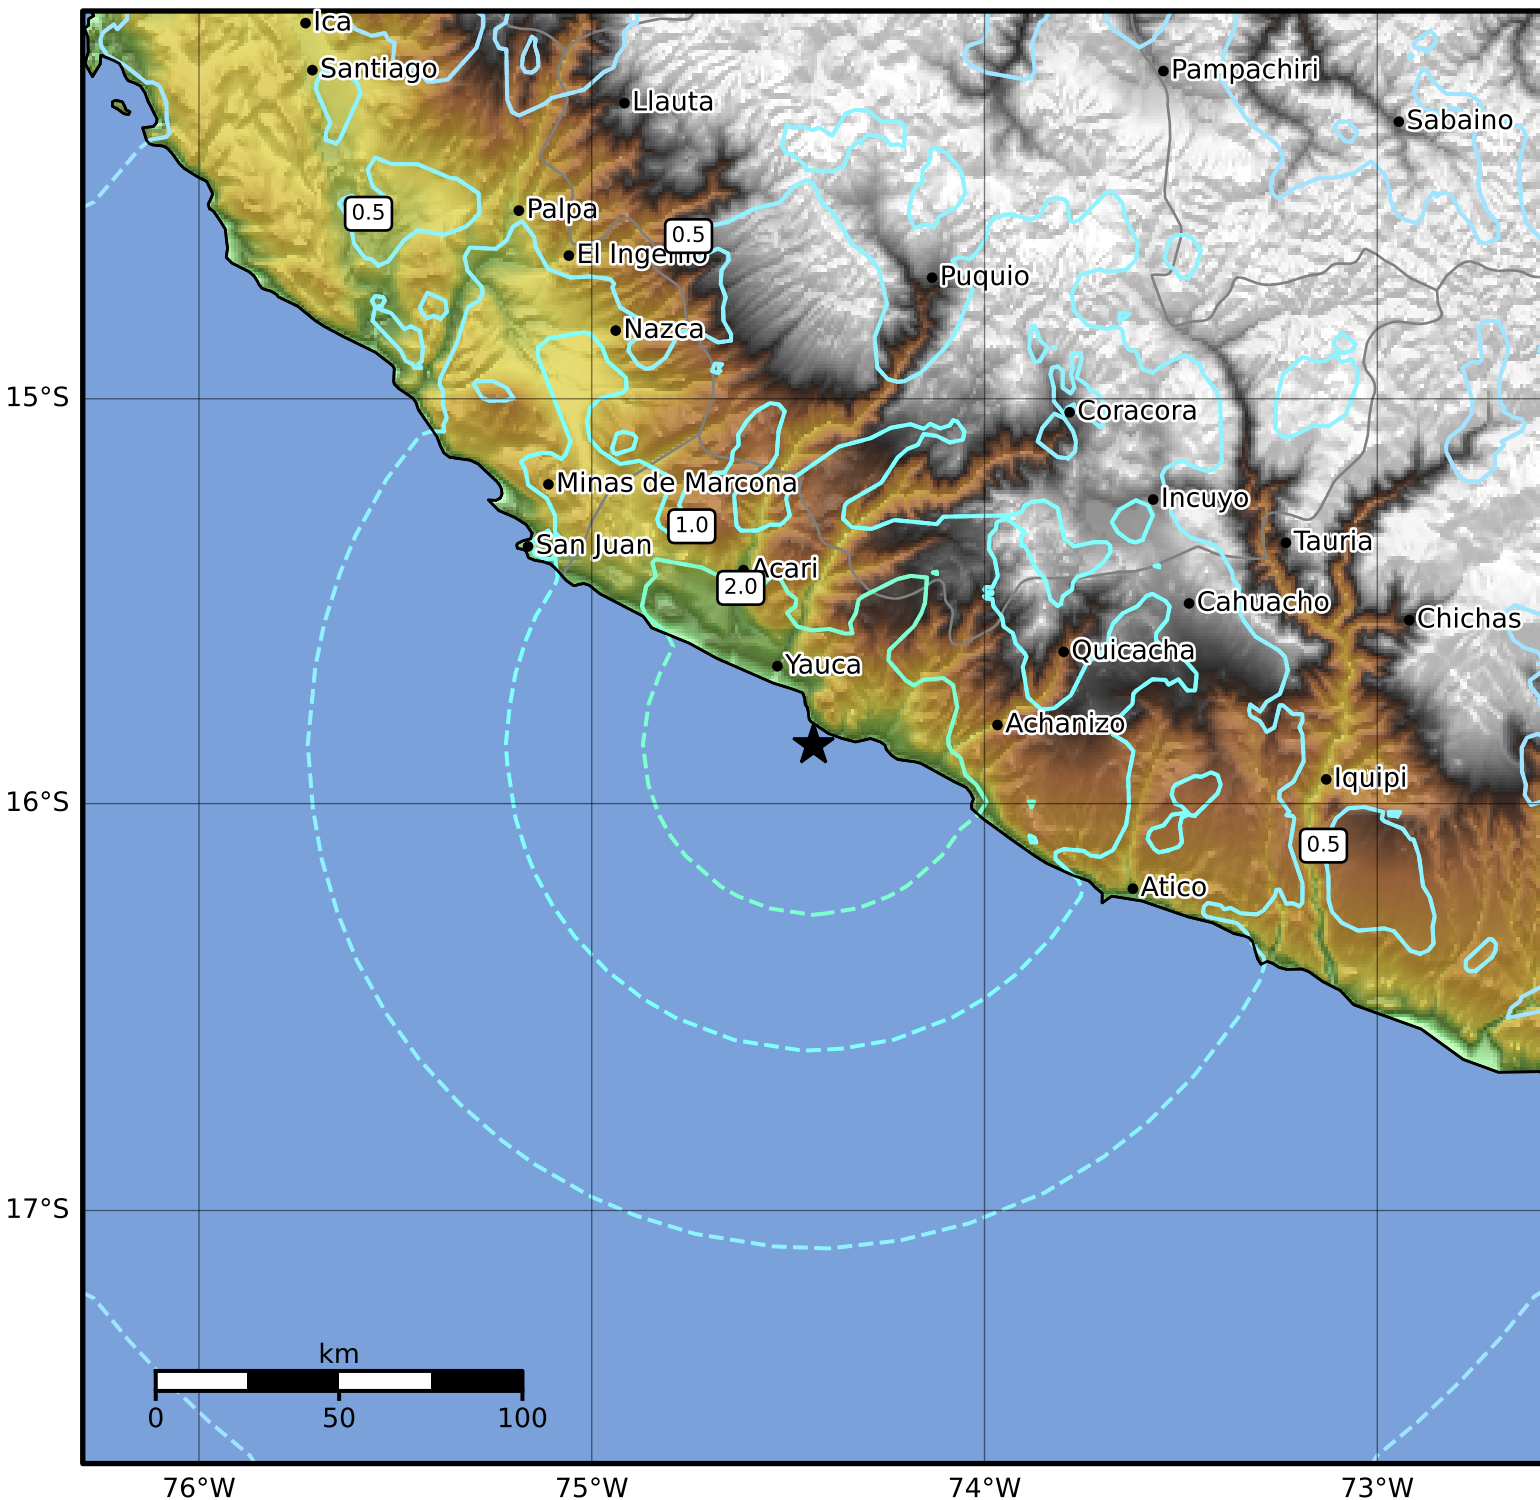 Ica
Santiago
Pampachiri
Llauta
Sabaino
0.5
Palpa
0.5
El Ingenio
Puquio
Nazca
15°S
Coracora
Minas de Marcona
Incuyo
1.0
San Juan
Tauria
Acari
2.0
Cahuacho
Chichas
Quicacha
Yauca
Achanizo
Iquipi
16°S
0.5
Atico
17°S
km
0 50 100
76°W 75°W 74°W 73°W